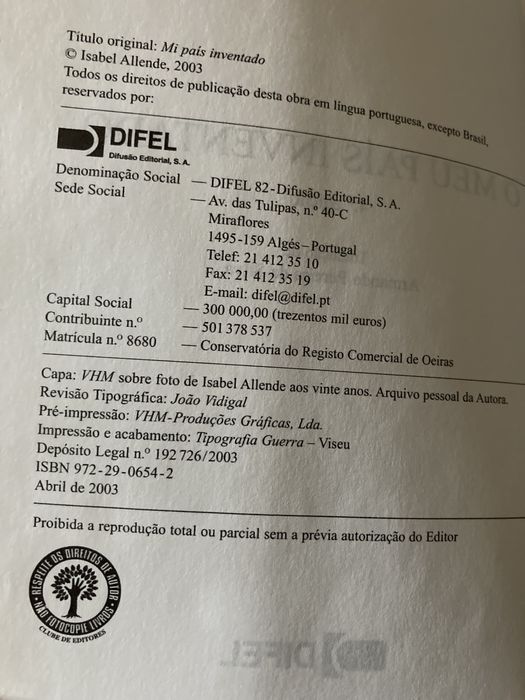 Título original: Mi país inventado
© Isabel Allende, 2003
Todos os direitos de publicação desta obra em língua portuguesa, excepto Brasil,
reservados por:
DIFEL
Difusão Editorial, S. A.
Denominação Social — DIFEL 82-Difusão Editorial, S. A.
Sede Social — Av. das Tulipas, n.º 40-C
Miraflores
1495-159 Algés–Portugal
Telef: 21 412 35 10
Fax: 21 412 35 19
E-mail: difel@difel.pt
Capital Social — 300 000,00 (trezentos mil euros)
Contribuinte n.º — 501 378 537
Matrícula n.º 8680 — Conservatória do Registo Comercial de Oeiras
Capa: VHM sobre foto de Isabel Allende aos vinte anos. Arquivo pessoal da Autora.
Revisão Tipográfica: João Vidigal
Pré-impressão: VHM-Produções Gráficas, Lda.
Impressão e acabamento: Tipografia Guerra – Viseu
Depósito Legal n.º 192 726/2003
ISBN 972-29-0654-2
Abril de 2003
Proibida a reprodução total ou parcial sem a prévia autorização do Editor
RESPEITE OS DIREITOS DE AUTOR
NÃO FOTOCOPIE LIVROS
CLUBE DE EDITORES
O MEU PAÍS INVENT
DIFEL